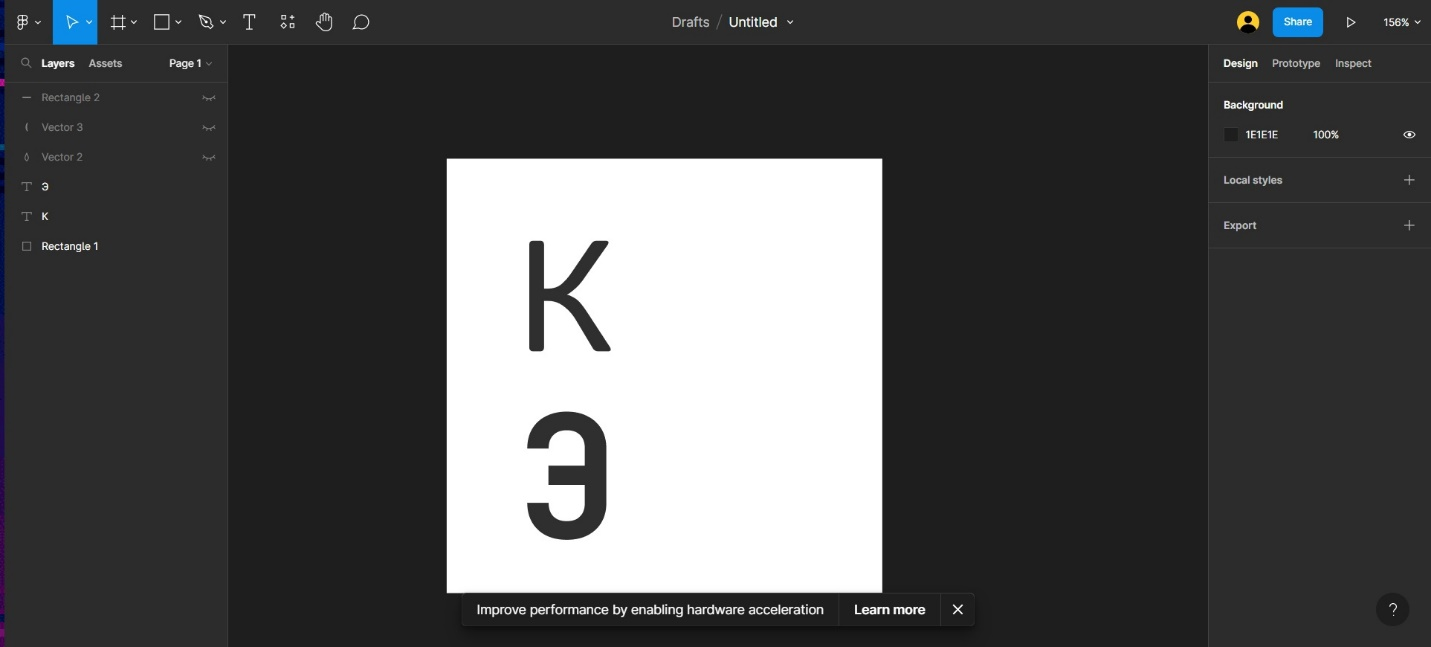 Drafts / Untitled
Share
156%
Layers Assets Page 1
Rectangle 2
Vector 3
Vector 2
Э
К
Rectangle 1
Design Prototype Inspect
Background
1E1E1E 100%
Local styles
Export
К
Э
Improve performance by enabling hardware acceleration Learn more
?